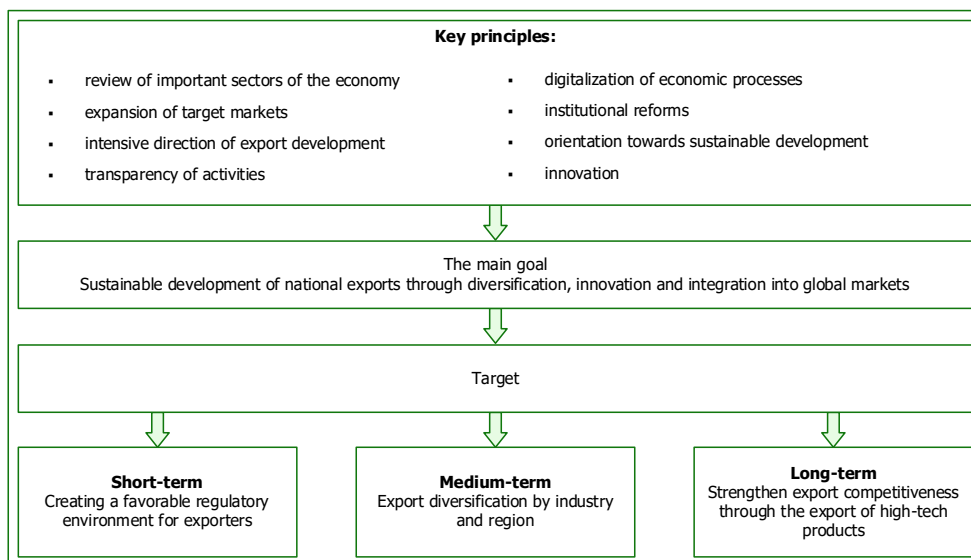 Key principles:
▪ review of important sectors of the economy
▪ expansion of target markets
▪ intensive direction of export development
▪ transparency of activities
▪ digitalization of economic processes
▪ institutional reforms
▪ orientation towards sustainable development
▪ innovation
The main goal
Sustainable development of national exports through diversification, innovation and integration into global markets
Target
Short-term
Creating a favorable regulatory
environment for exporters
Medium-term
Export diversification by industry
and region
Long-term
Strengthen export competitiveness
through the export of high-tech
products